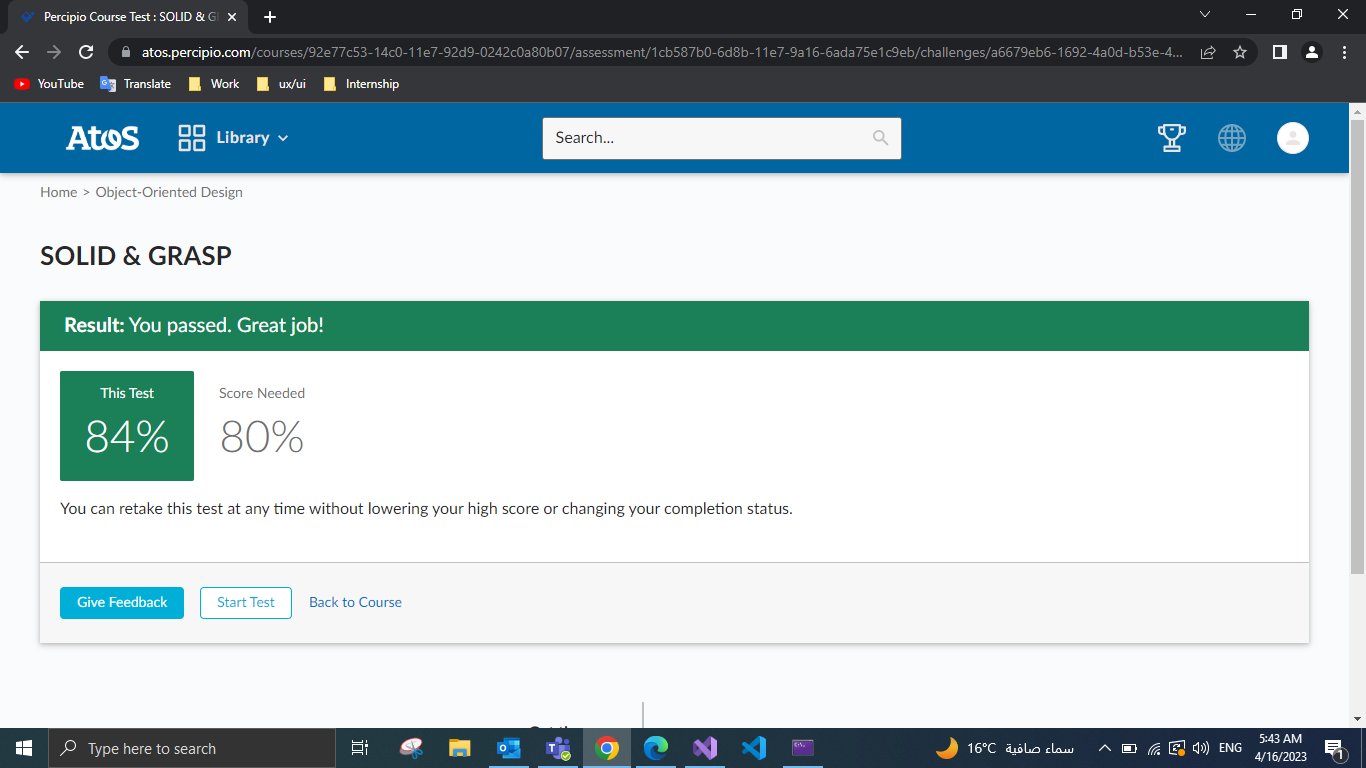 Percipio Course Test : SOLID & G
atos.percipio.com/courses/92e77c53-14c0-11e7-92d9-0242c0a80b07/assessment/1cb587b0-6d8b-11e7-9a16-6ada75e1c9eb/challenges/a6679eb6-1692-4a0d-b53e-4...
YouTube Translate Work ux/ui Internship
Atos Library Search...
Home > Object-Oriented Design
SOLID & GRASP
Result: You passed. Great job!
This Test Score Needed
84% 80%
You can retake this test at any time without lowering your high score or changing your completion status.
Give Feedback Start Test Back to Course
Type here to search 16°C سماء صافية ENG 5:43 AM
4/16/2023 1